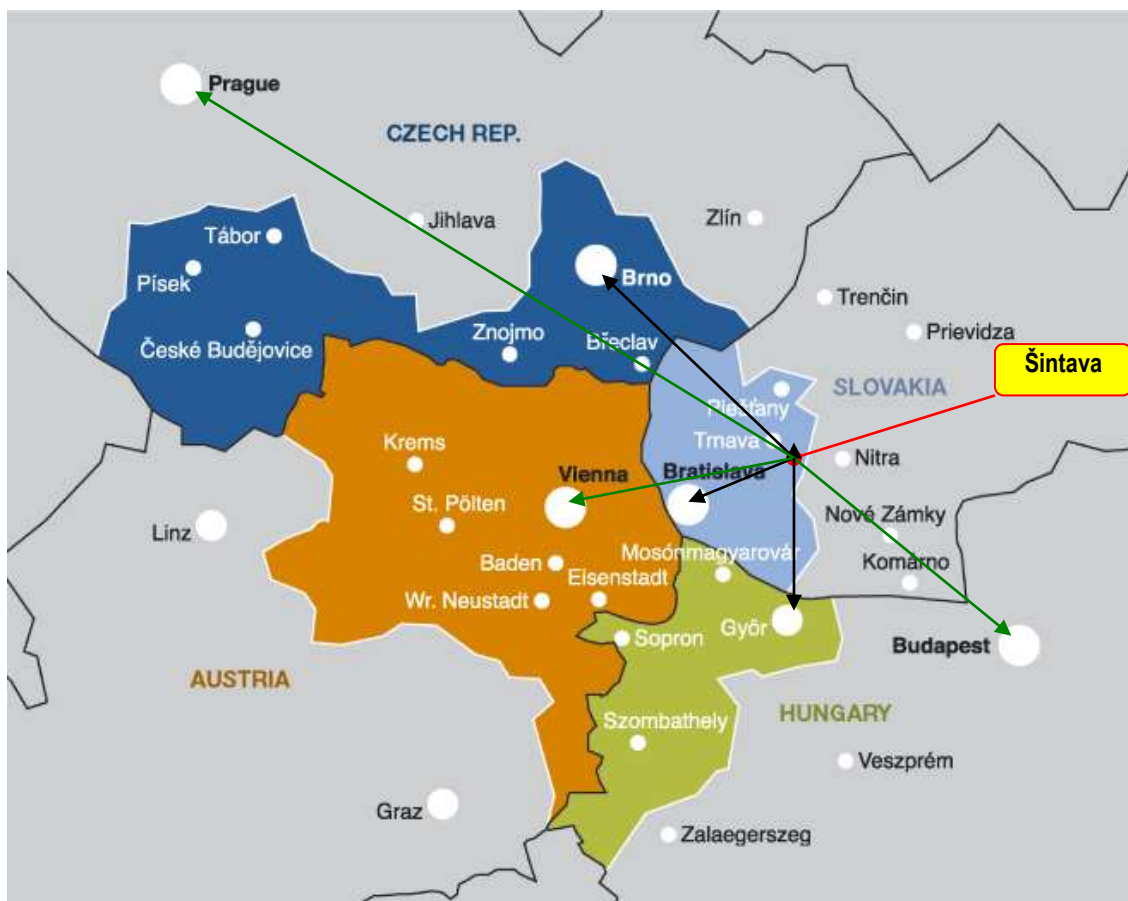 Prague
CZECH REP.
Jihlava
Zlín
Tábor
Písek
Brno
Trenčín
Prievidza
Znojmo
Břeclav
České Budějovice
Šintava
SLOVAKIA
Piešťany
Trnava
Krems
Nitra
Vienna
Bratislava
St. Pölten
Linz
Nové Zámky
Mosónmagyarovár
Baden
Eisenstadt
Komárno
Wr. Neustadt
Győr
Sopron
Budapest
AUSTRIA
HUNGARY
Szombathely
Veszprém
Graz
Zalaegerszeg